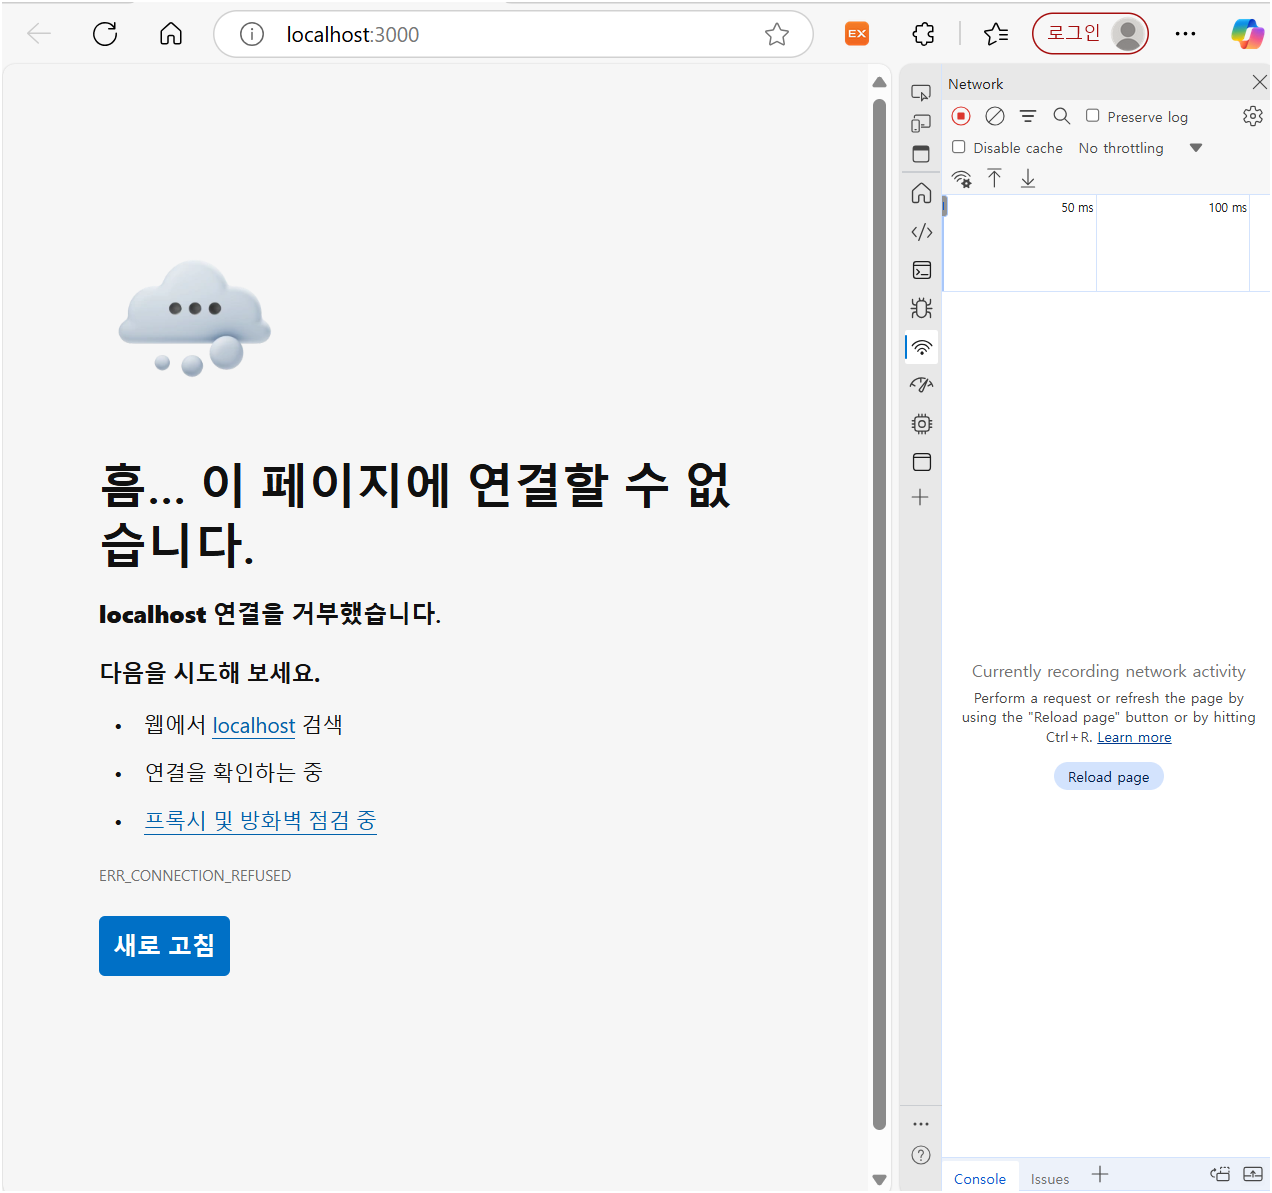 localhost:3000
EX
로그인
흠... 이 페이지에 연결할 수 없
습니다.
localhost 연결을 거부했습니다.
다음을 시도해 보세요.
• 웹에서 localhost 검색
• 연결을 확인하는 중
• 프록시 및 방화벽 점검 중
ERR_CONNECTION_REFUSED
새로 고침
Network
Preserve log
Disable cache No throttling
50 ms 100 ms
Currently recording network activity
Perform a request or refresh the page by
using the "Reload page" button or by hitting
Ctrl+R. Learn more
Reload page
Console Issues